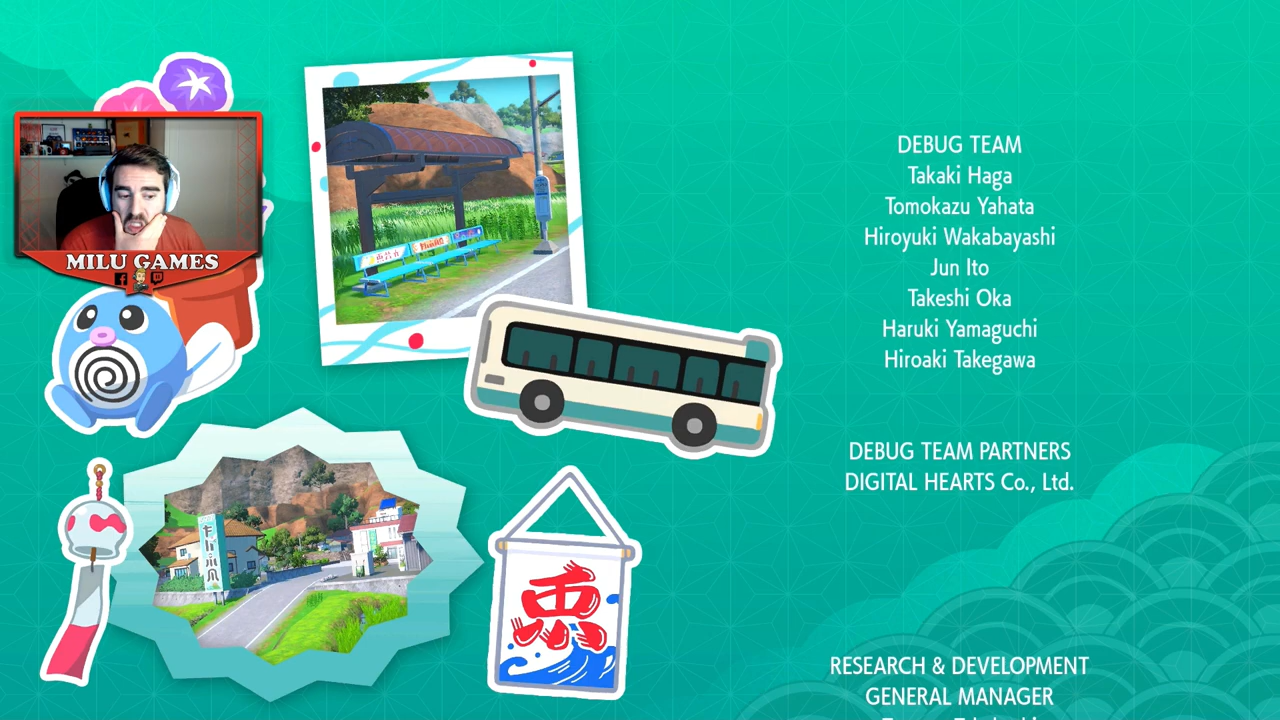 MILU GAMES
DEBUG TEAM
Takaki Haga
Tomokazu Yahata
Hiroyuki Wakabayashi
Jun Ito
Takeshi Oka
Haruki Yamaguchi
Hiroaki Takegawa
DEBUG TEAM PARTNERS
DIGITAL HEARTS Co., Ltd.
RESEARCH & DEVELOPMENT
GENERAL MANAGER